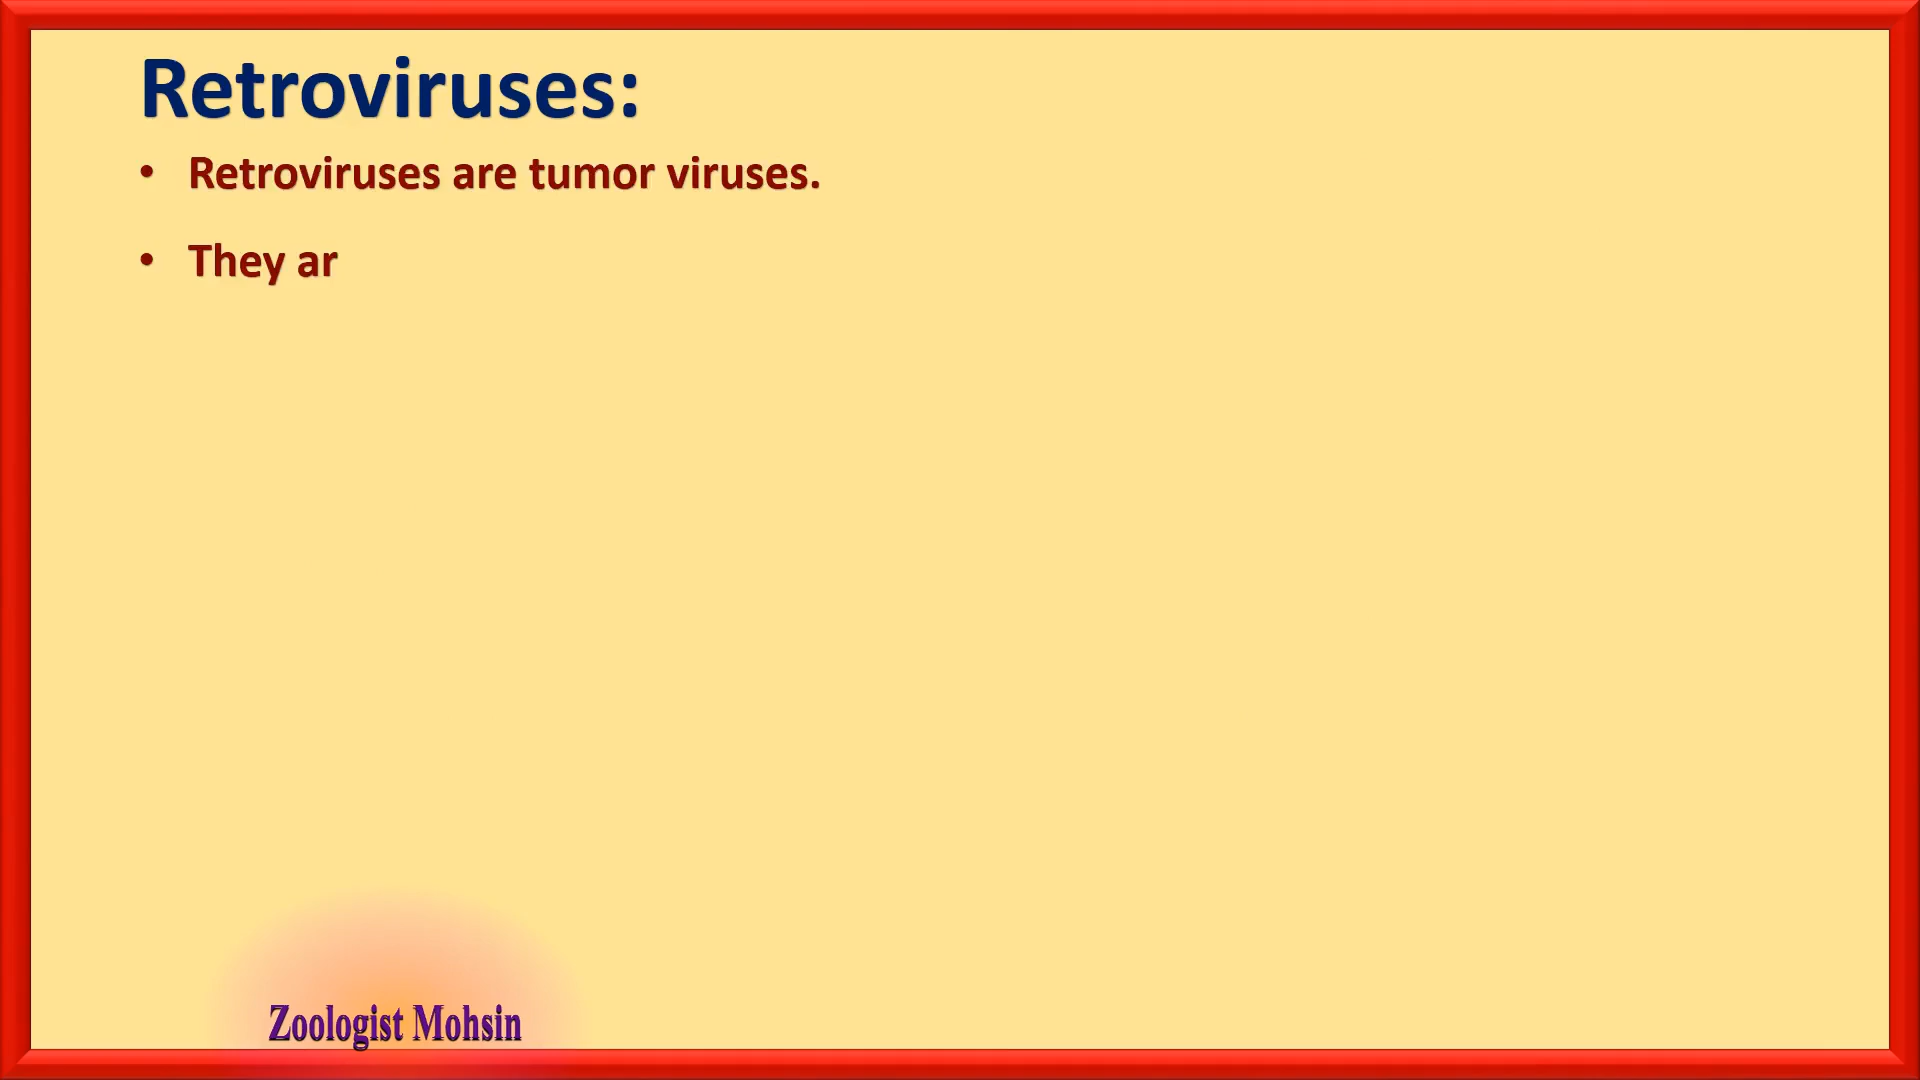 Retroviruses:
• Retroviruses are tumor viruses.
• They ar
Zoologist Mohsin